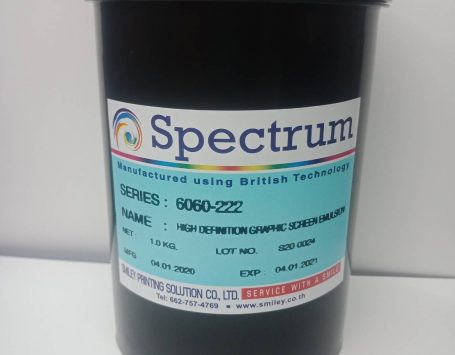 Spectrum
Manufactured using British Technology
SERIES : 6060-222
NAME : HIGH DEFINITION GRAPHIC SCREEN EMULSION
NET : 1.0 KG. LOT NO. S20 0024
MFG 04.01.2020 EXP : 04.01.2021
SMILEY PRINTING SOLUTION CO., LTD. SERVICE WITH A SMILE
Tel: 662-757-4769 • www.smiley.co.th